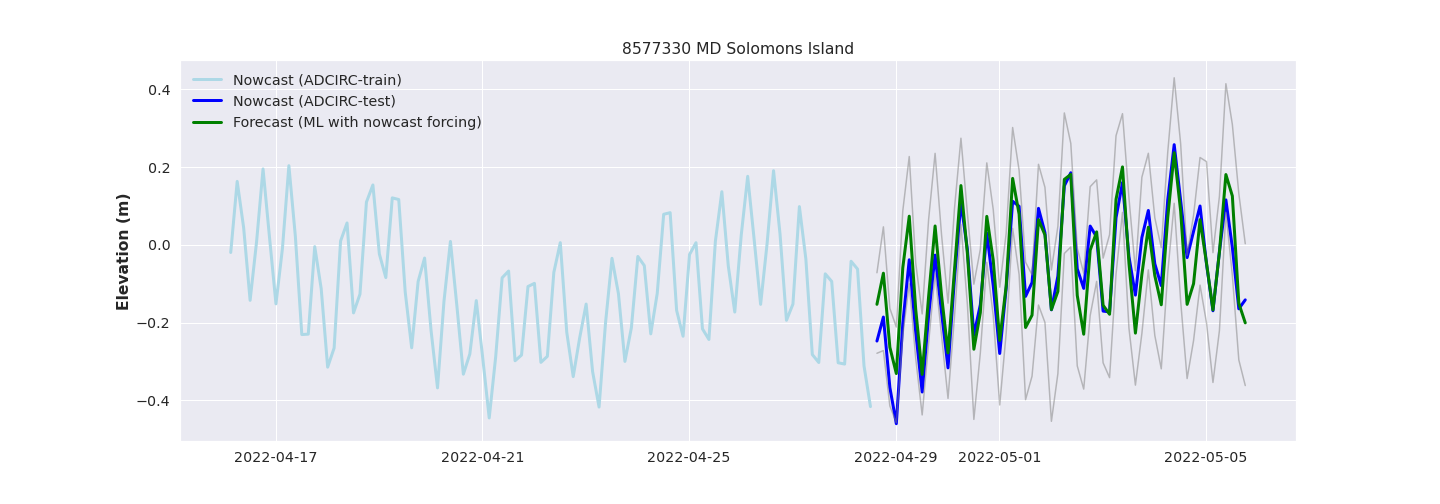 8577330 MD Solomons Island
Nowcast (ADCIRC-train)
Nowcast (ADCIRC-test)
Forecast (ML with nowcast forcing)
Elevation (m)
0.4
0.2
0.0
−0.2
−0.4
2022-04-17 2022-04-21 2022-04-25 2022-04-29 2022-05-01 2022-05-05